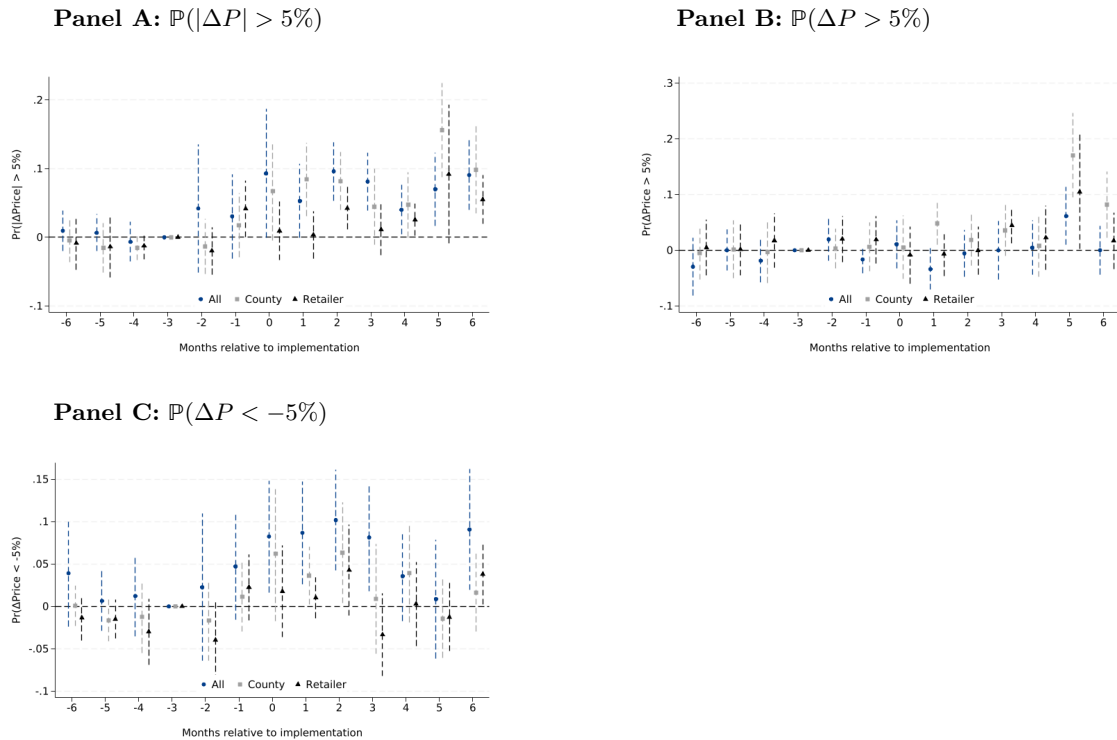 Panel A: ℙ(|ΔP| > 5%)
Panel B: ℙ(ΔP > 5%)
Pr(|ΔPrice| > 5%)
.2
.1
0
-.1
All County Retailer
-6 -5 -4 -3 -2 -1 0 1 2 3 4 5 6
Months relative to implementation
Pr(ΔPrice > 5%)
.3
.2
.1
0
-.1
All County Retailer
-6 -5 -4 -3 -2 -1 0 1 2 3 4 5 6
Months relative to implementation
Panel C: ℙ(ΔP < −5%)
Pr(ΔPrice < -5%)
.15
.1
.05
0
-.05
-.1
All County Retailer
-6 -5 -4 -3 -2 -1 0 1 2 3 4 5 6
Months relative to implementation